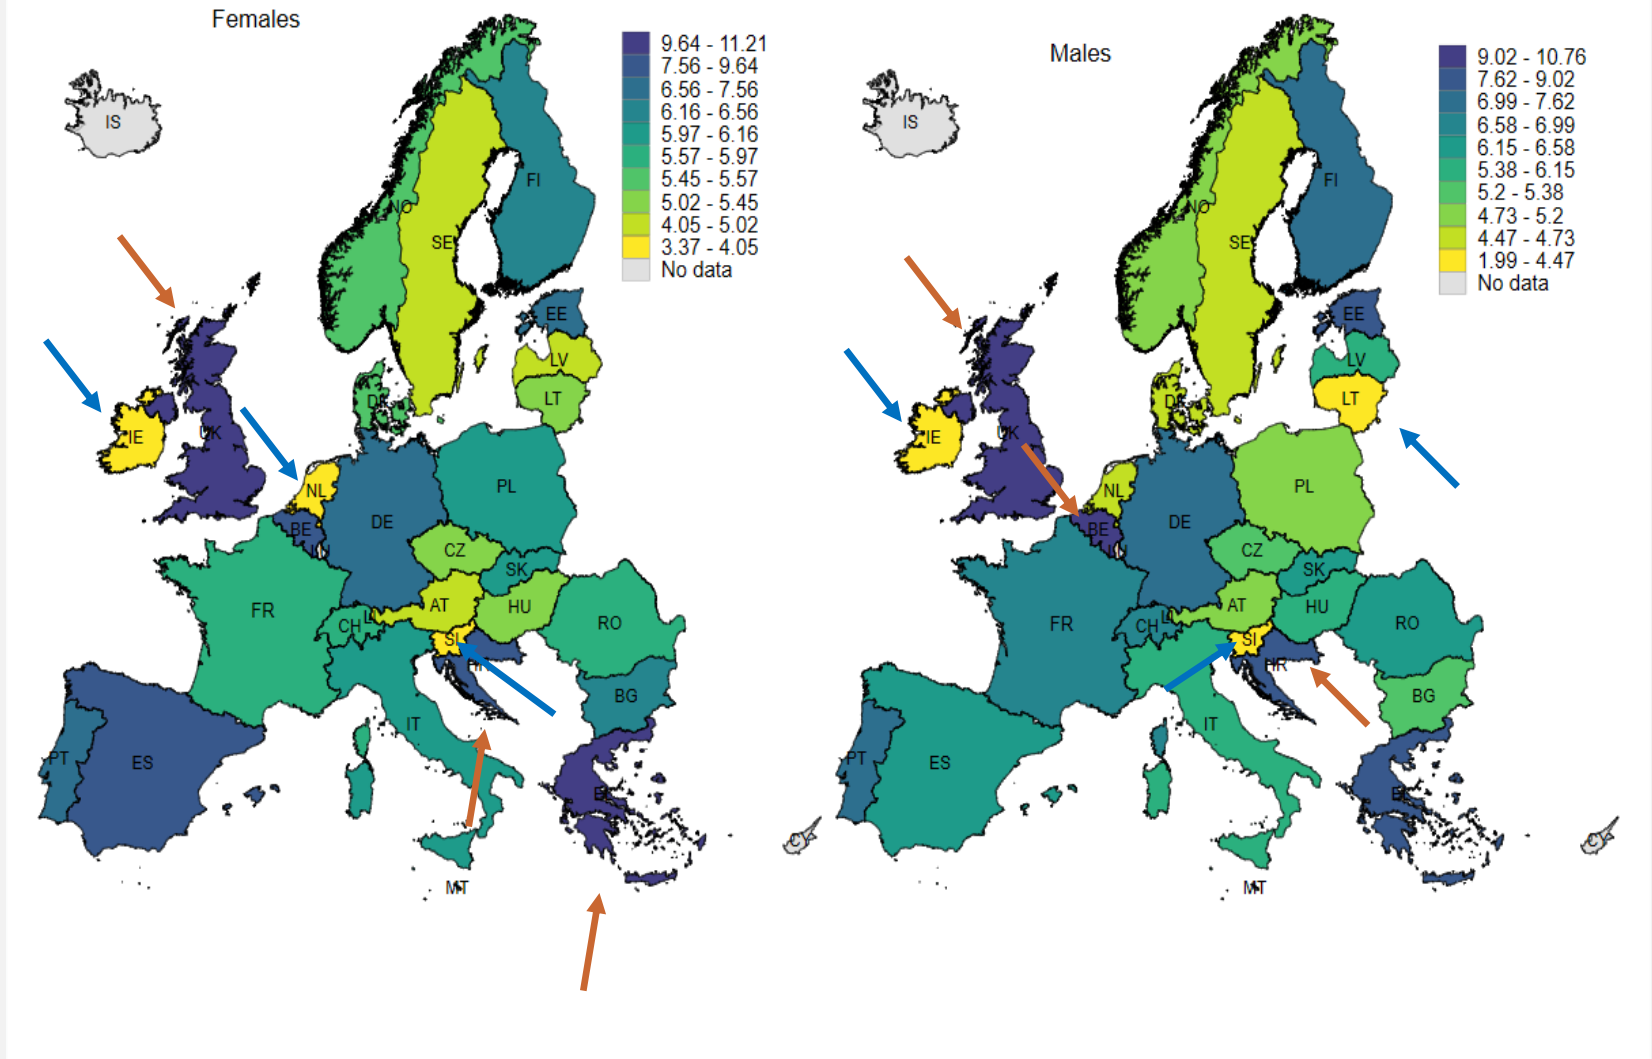 Females
9.64 - 11.21
7.56 - 9.64
6.56 - 7.56
6.16 - 6.56
5.97 - 6.16
5.57 - 5.97
5.45 - 5.57
5.02 - 5.45
4.05 - 5.02
3.37 - 4.05
No data
IS
FI
NO
SE
EE
LV
LT
IE
UK
NL
PL
BE
DE
CZ
SK
FR
AT
HU
CH
RO
SI
HR
BG
IT
PT
ES
EL
MT
Males
9.02 - 10.76
7.62 - 9.02
6.99 - 7.62
6.58 - 6.99
6.15 - 6.58
5.38 - 6.15
5.2 - 5.38
4.73 - 5.2
4.47 - 4.73
1.99 - 4.47
No data
IS
FI
NO
SE
EE
LV
LT
IE
UK
NL
PL
BE
DE
CZ
SK
FR
AT
HU
CH
RO
SI
HR
BG
IT
PT
ES
MT